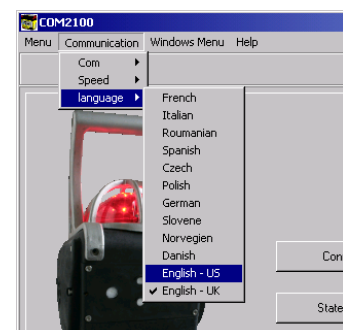 COM2100
Menu Communication Windows Menu Help
Com
Speed
language
French
Italian
Roumanian
Spanish
Czech
Polish
German
Slovene
Norvegien
Danish
English - US
English - UK
Con
State